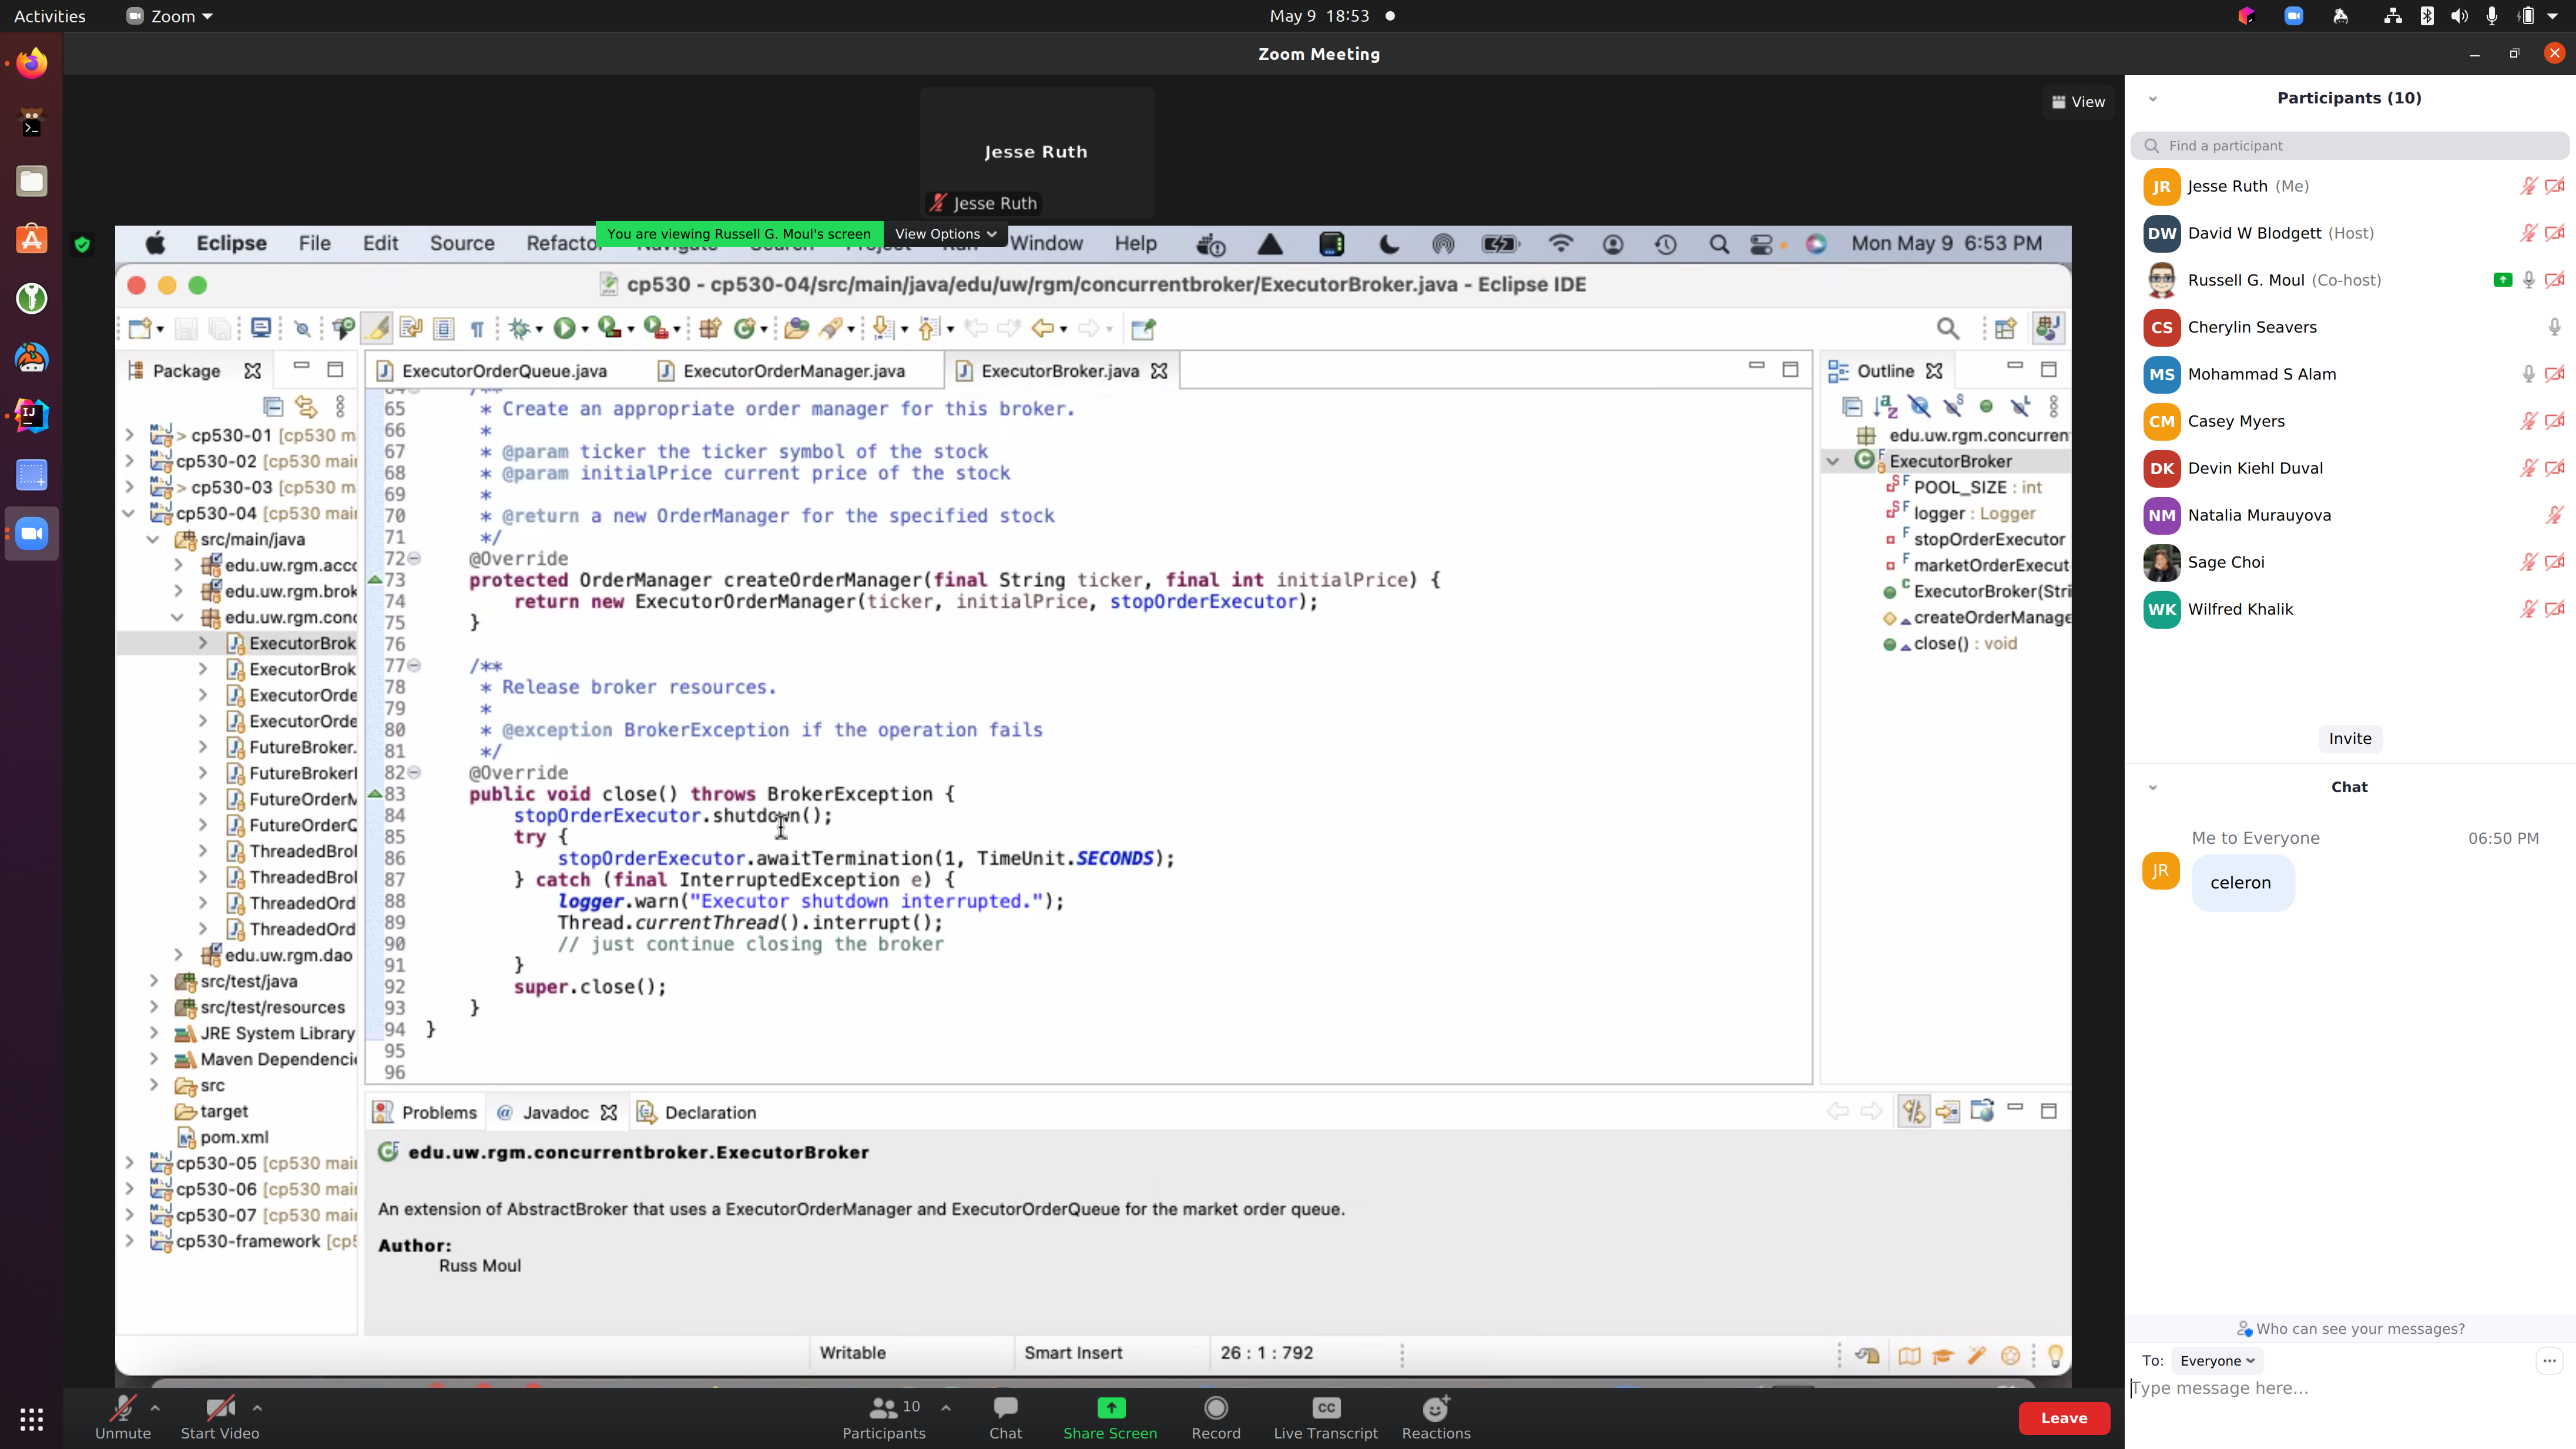 Activities
Zoom
May 9 18:53
Zoom Meeting
Jesse Ruth
Jesse Ruth
View
You are viewing Russell G. Moul's screen
View Options
Eclipse File Edit Source Refactor Navigate Search Project Run Window Help
Mon May 9 6:53 PM
cp530 - cp530-04/src/main/java/edu/uw/rgm/concurrentbroker/ExecutorBroker.java - Eclipse IDE
Package
> cp530-01 [cp530 m
cp530-02 [cp530 mai
> cp530-03 [cp530 m
cp530-04 [cp530 mai
src/main/java
edu.uw.rgm.acc
edu.uw.rgm.brok
edu.uw.rgm.conc
ExecutorBrok
ExecutorBrok
ExecutorOrde
ExecutorOrde
FutureBroker.
FutureBroker
FutureOrderM
FutureOrderQ
ThreadedBro
ThreadedBro
ThreadedOrd
ThreadedOrd
edu.uw.rgm.dao
src/test/java
src/test/resources
JRE System Library
Maven Dependenci
src
target
pom.xml
cp530-05 [cp530 mai
cp530-06 [cp530 mai
cp530-07 [cp530 mai
cp530-framework [cp5
ExecutorOrderQueue.java
ExecutorOrderManager.java
ExecutorBroker.java
64 /**
65 * Create an appropriate order manager for this broker.
66 *
67 * @param ticker the ticker symbol of the stock
68 * @param initialPrice current price of the stock
69 *
70 * @return a new OrderManager for the specified stock
71 */
72 @Override
73 protected OrderManager createOrderManager(final String ticker, final int initialPrice) {
74 return new ExecutorOrderManager(ticker, initialPrice, stopOrderExecutor);
75 }
76
77 /**
78 * Release broker resources.
79 *
80 * @exception BrokerException if the operation fails
81 */
82 @Override
83 public void close() throws BrokerException {
84 stopOrderExecutor.shutdown();
85 try {
86 stopOrderExecutor.awaitTermination(1, TimeUnit.SECONDS);
87 } catch (final InterruptedException e) {
88 logger.warn("Executor shutdown interrupted.");
89 Thread.currentThread().interrupt();
90 // just continue closing the broker
91 }
92 super.close();
93 }
94 }
95
96
Outline
edu.uw.rgm.concurren
ExecutorBroker
POOL_SIZE : int
logger : Logger
stopOrderExecutor
marketOrderExecut
ExecutorBroker(Stri
createOrderManage
close() : void
Problems
@ Javadoc
Declaration
edu.uw.rgm.concurrentbroker.ExecutorBroker
An extension of AbstractBroker that uses a ExecutorOrderManager and ExecutorOrderQueue for the market order queue.
Author:
Russ Moul
Writable
Smart Insert
26 : 1 : 792
Participants (10)
Find a participant
JR Jesse Ruth (Me)
DW David W Blodgett (Host)
Russell G. Moul (Co-host)
CS Cherylin Seavers
MS Mohammad S Alam
CM Casey Myers
DK Devin Kiehl Duval
NM Natalia Murauyova
Sage Choi
WK Wilfred Khalik
Invite
Chat
Me to Everyone 06:50 PM
JR celeron
Who can see your messages?
To: Everyone
Type message here...
Unmute
Start Video
Participants 10
Chat
Share Screen
Record
CC Live Transcript
Reactions
Leave